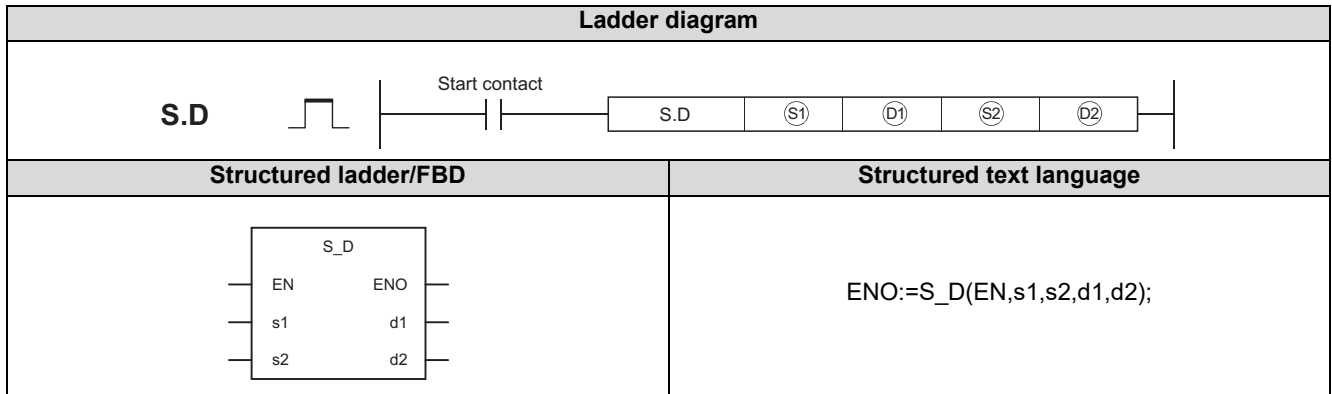 Ladder diagram
Start contact
S.D S.D S1 D1 S2 D2
Structured ladder/FBD Structured text language
S_D
EN ENO
s1 d1
s2 d2
ENO:=S_D(EN,s1,s2,d1,d2);